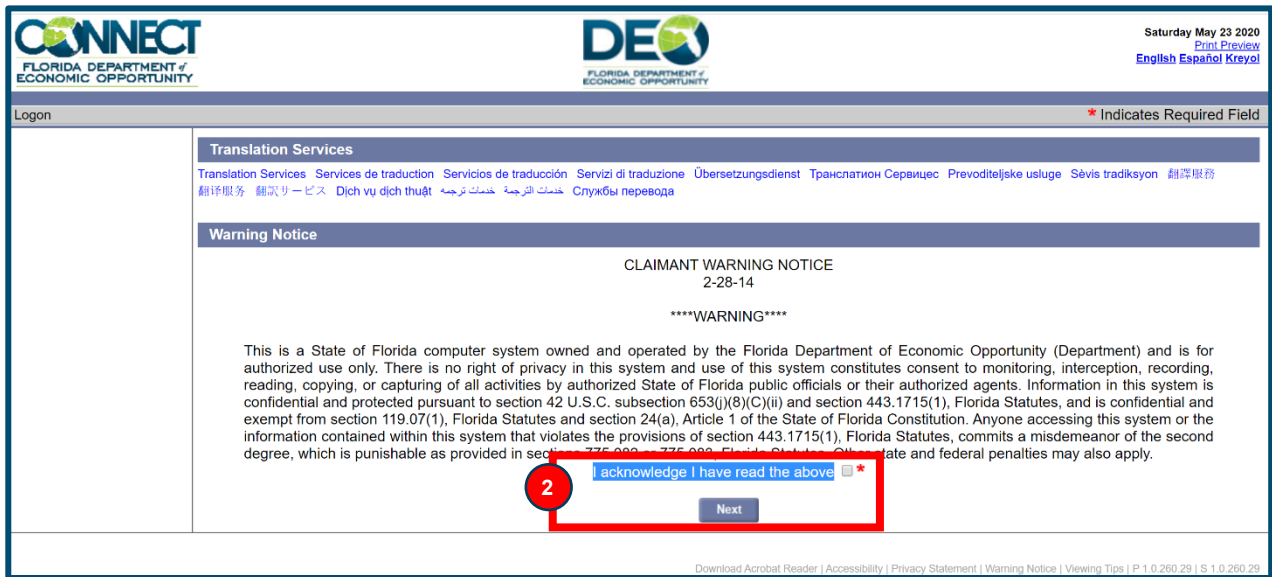 CONNECT
FLORIDA DEPARTMENT of
ECONOMIC OPPORTUNITY
DEO
FLORIDA DEPARTMENT of
ECONOMIC OPPORTUNITY
Saturday May 23 2020
Print Preview
English Español Kreyol
Logon
* Indicates Required Field
Translation Services
Translation Services Services de traduction Servicios de traducción Servizi di traduzione Übersetzungsdienst Транслатион Сервицес Prevoditeljske usluge Sèvis tradiksyon 翻譯服務
翻译服务 翻訳サービス Dịch vụ dịch thuật خدمات الترجمة خدمات ترجمه Службы перевода
Warning Notice
CLAIMANT WARNING NOTICE
2-28-14
****WARNING****
This is a State of Florida computer system owned and operated by the Florida Department of Economic Opportunity (Department) and is for
authorized use only. There is no right of privacy in this system and use of this system constitutes consent to monitoring, interception, recording,
reading, copying, or capturing of all activities by authorized State of Florida public officials or their authorized agents. Information in this system is
confidential and protected pursuant to section 42 U.S.C. subsection 653(j)(8)(C)(ii) and section 443.1715(1), Florida Statutes, and is confidential and
exempt from section 119.07(1), Florida Statutes and section 24(a), Article 1 of the State of Florida Constitution. Anyone accessing this system or the
information contained within this system that violates the provisions of section 443.1715(1), Florida Statutes, commits a misdemeanor of the second
degree, which is punishable as provided in sections 775.082 or 775.083, Florida Statutes. Other state and federal penalties may also apply.
I acknowledge I have read the above *
2
Next
Download Acrobat Reader | Accessibility | Privacy Statement | Warning Notice | Viewing Tips | P 1.0.260.29 | S 1.0.260.29